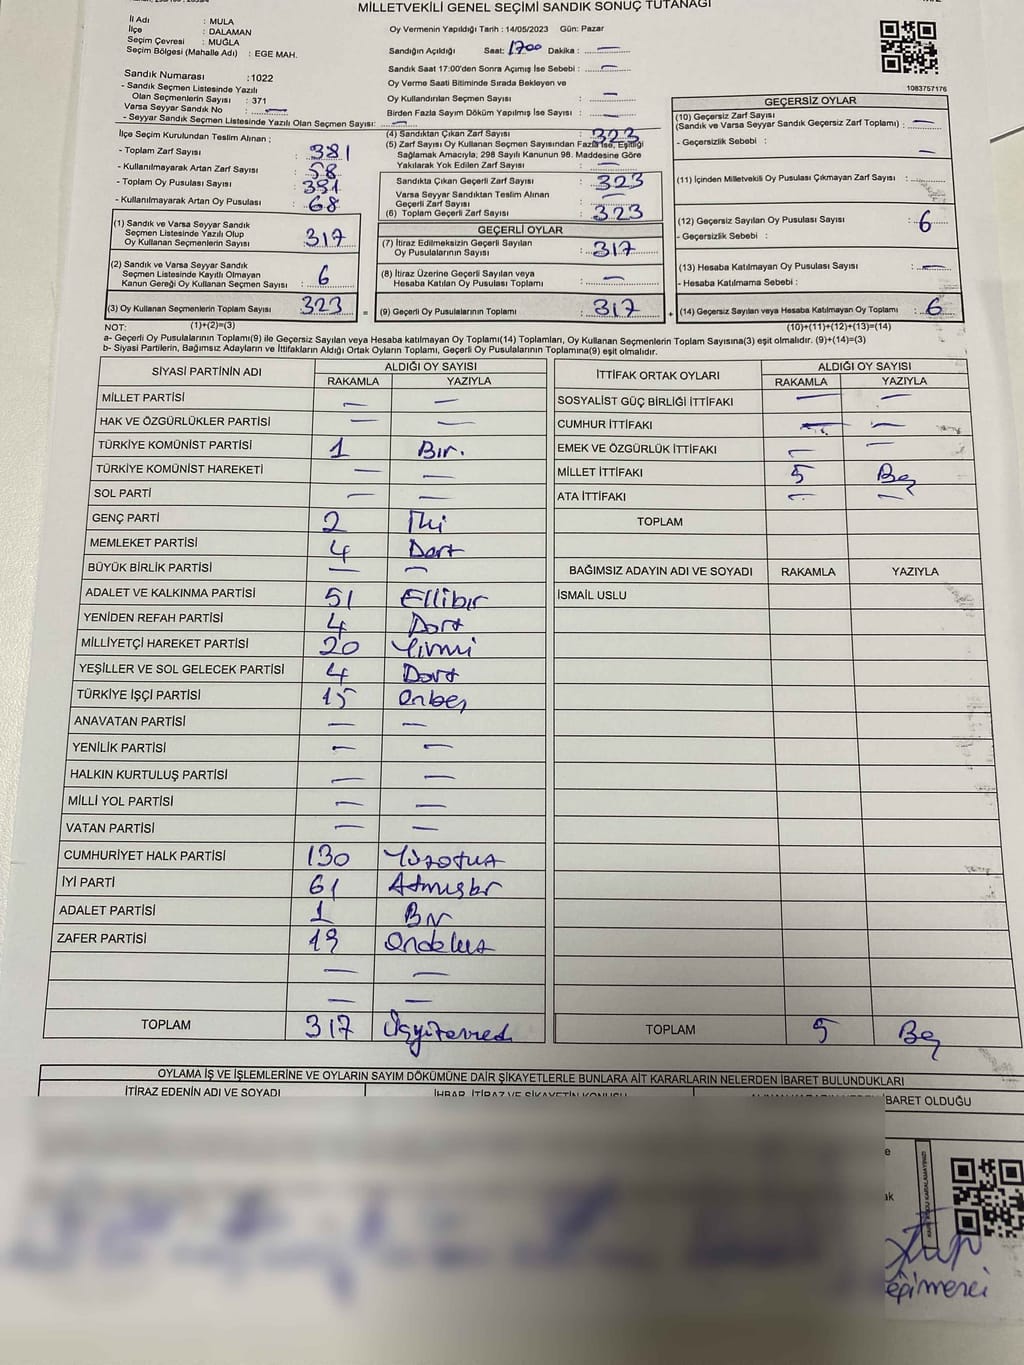 MİLLETVEKİLİ GENEL SEÇİMİ SANDIK SONUÇ TUTANAĞI
İl Adı : MULA
İlçe : DALAMAN
Seçim Çevresi : MUĞLA
Seçim Bölgesi (Mahalle Adı) : EGE MAH.
Oy Vermenin Yapıldığı Tarih : 14/05/2023 Gün: Pazar
Sandığın Açıldığı Saat: 1700 Dakika : —
Sandık Saat 17:00'den Sonra Açımış İse Sebebi : —
Oy Verme Saati Bitiminde Sırada Bekleyen ve
Oy Kullandırılan Seçmen Sayısı : —
Birden Fazla Sayım Döküm Yapılmış İse Sayısı : —
1083757176
Sandık Numarası :1022
- Sandık Seçmen Listesinde Yazılı
Olan Seçmenlerin Sayısı : 371
Varsa Seyyar Sandık No : —
- Seyyar Sandık Seçmen Listesinde Yazılı Olan Seçmen Sayısı: —
İlçe Seçim Kurulundan Teslim Alınan ;
- Toplam Zarf Sayısı : 381
- Kullanılmayarak Artan Zarf Sayısı : 58
- Toplam Oy Pusulası Sayısı : 391
- Kullanılmayarak Artan Oy Pusulası : 68
(1) Sandık ve Varsa Seyyar Sandık
Seçmen Listesinde Yazılı Olup
Oy Kullanan Seçmenlerin Sayısı : 317
(2) Sandık ve Varsa Seyyar Sandık
Seçmen Listesinde Kayıtlı Olmayan
Kanun Gereği Oy Kullanan Seçmen Sayısı : 6
(3) Oy Kullanan Seçmenlerin Toplam Sayısı : 323
(1)+(2)=(3)
(4) Sandıktan Çıkan Zarf Sayısı : 323
(5) Zarf Sayısı Oy Kullanan Seçmen Sayısından Fazla İse, Eşitliği
Sağlamak Amacıyla; 298 Sayılı Kanunun 98. Maddesine Göre
Yakılarak Yok Edilen Zarf Sayısı : —
Sandıkta Çıkan Geçerli Zarf Sayısı : 323
Varsa Seyyar Sandıktan Teslim Alınan
Geçerli Zarf Sayısı : —
(6) Toplam Geçerli Zarf Sayısı : 323
GEÇERLİ OYLAR
(7) İtiraz Edilmeksizin Geçerli Sayılan
Oy Pusulalarının Sayısı : 317
(8) İtiraz Üzerine Geçerli Sayılan veya
Hesaba Katılan Oy Pusulası Toplamı : —
= (9) Geçerli Oy Pusulalarının Toplamı : 317
GEÇERSİZ OYLAR
(10) Geçersiz Zarf Sayısı
(Sandık ve Varsa Seyyar Sandık Geçersiz Zarf Toplamı) : —
- Geçersizlik Sebebi : —
(11) İçinden Milletvekili Oy Pusulası Çıkmayan Zarf Sayısı : —
(12) Geçersiz Sayılan Oy Pusulası Sayısı : 6
- Geçersizlik Sebebi :
(13) Hesaba Katılmayan Oy Pusulası Sayısı : —
- Hesaba Katılmama Sebebi :
+ (14) Geçersiz Sayılan veya Hesaba Katılmayan Oy Toplamı : 6
(10)+(11)+(12)+(13)=(14)
NOT:
a- Geçerli Oy Pusulalarının Toplamı(9) ile Geçersiz Sayılan veya Hesaba katılmayan Oy Toplamı(14) Toplamları, Oy Kullanan Seçmenlerin Toplam Sayısına(3) eşit olmalıdır. (9)+(14)=(3)
b- Siyasi Partilerin, Bağımsız Adayların ve İttifakların Aldığı Ortak Oyların Toplamı, Geçerli Oy Pusulalarının Toplamına(9) eşit olmalıdır.
SİYASİ PARTİNİN ADI ALDIĞI OY SAYISI
RAKAMLA YAZIYLA
MİLLET PARTİSİ — —
HAK VE ÖZGÜRLÜKLER PARTİSİ — —
TÜRKİYE KOMÜNİST PARTİSİ 1 Bir.
TÜRKİYE KOMÜNİST HAREKETİ — —
SOL PARTİ — —
GENÇ PARTİ 2 İki
MEMLEKET PARTİSİ 4 Dört
BÜYÜK BİRLİK PARTİSİ — —
ADALET VE KALKINMA PARTİSİ 51 Ellibir
YENİDEN REFAH PARTİSİ 4 Dört
MİLLİYETÇİ HAREKET PARTİSİ 20 Yirmi
YEŞİLLER VE SOL GELECEK PARTİSİ 4 Dört
TÜRKİYE İŞÇİ PARTİSİ 15 Onbeş
ANAVATAN PARTİSİ — —
YENİLİK PARTİSİ — —
HALKIN KURTULUŞ PARTİSİ — —
MİLLİ YOL PARTİSİ — —
VATAN PARTİSİ — —
CUMHURİYET HALK PARTİSİ 130 Yüzotuz
İYİ PARTİ 61 Atmışbir
ADALET PARTİSİ 1 Bir
ZAFER PARTİSİ 19 Ondokuz
— —
— —
TOPLAM 317 Üçyüzonyedi
İTTİFAK ORTAK OYLARI ALDIĞI OY SAYISI
RAKAMLA YAZIYLA
SOSYALİST GÜÇ BİRLİĞİ İTTİFAKI — —
CUMHUR İTTİFAKI — —
EMEK VE ÖZGÜRLÜK İTTİFAKI — —
MİLLET İTTİFAKI 5 Beş
ATA İTTİFAKI — —
TOPLAM
BAĞIMSIZ ADAYIN ADI VE SOYADI RAKAMLA YAZIYLA
İSMAİL USLU
TOPLAM 5 Beş
OYLAMA İŞ VE İŞLEMLERİNE VE OYLARIN SAYIM DÖKÜMÜNE DAİR ŞİKAYETLERLE BUNLARA AİT KARARLARIN NELERDEN İBARET BULUNDUKLARI
İTİRAZ EDENİN ADI VE SOYADI İHBAR, İTİRAZ VE ŞİKAYETİN KONUSU
İBARET OLDUĞU